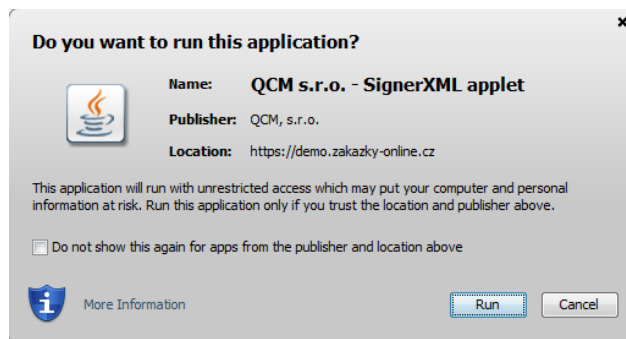 Do you want to run this application?
Name: QCM s.r.o. - SignerXML applet
Publisher: QCM, s.r.o.
Location: https://demo.zakazky-online.cz
This application will run with unrestricted access which may put your computer and personal
information at risk. Run this application only if you trust the location and publisher above.
Do not show this again for apps from the publisher and location above
More Information
Run
Cancel